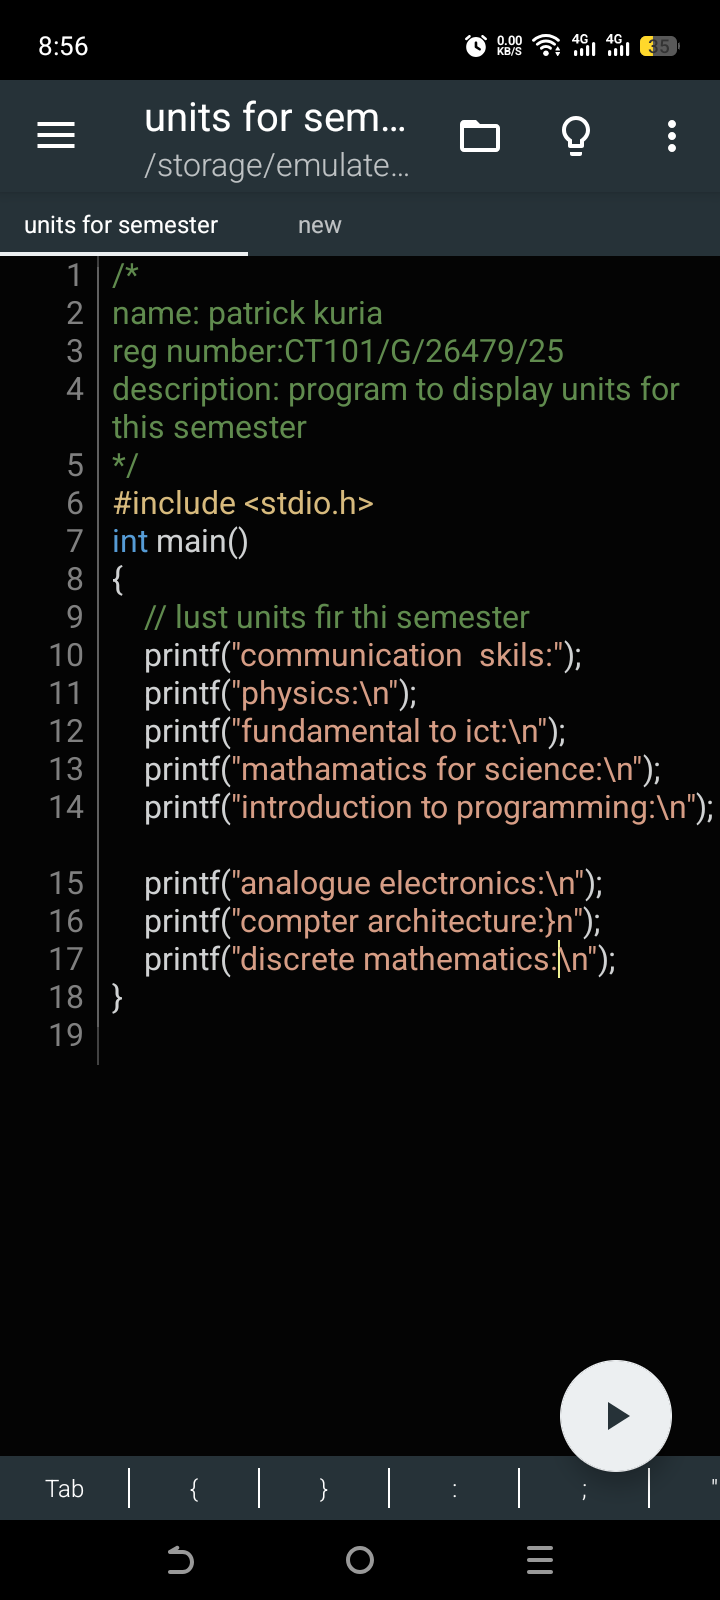 8:56 0.00 KB/S 4G 4G 35
units for sem...
/storage/emulate...
units for semester new
1 /*
2 name: patrick kuria
3 reg number:CT101/G/26479/25
4 description: program to display units for
this semester
5 */
6 #include <stdio.h>
7 int main()
8 {
9 // lust units fir thi semester
10 printf("communication  skils:");
11 printf("physics:\n");
12 printf("fundamental to ict:\n");
13 printf("mathamatics for science:\n");
14 printf("introduction to programming:\n");
15 printf("analogue electronics:\n");
16 printf("compter architecture:}n");
17 printf("discrete mathematics:\n");
18 }
19
Tab { } : ; "